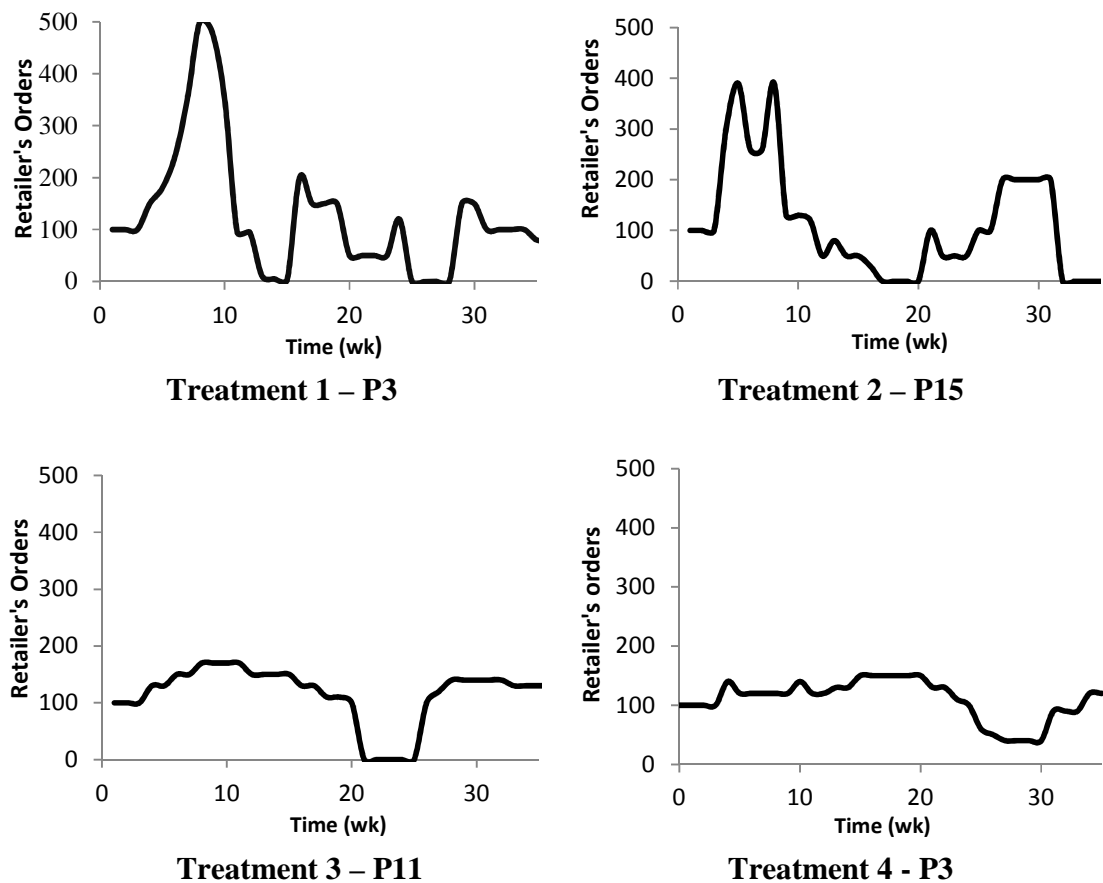 Retailer's Orders
500
400
300
200
100
0
0 10 20 30
Time (wk)
Treatment 1 – P3
Retailer's Orders
500
400
300
200
100
0
0 10 20 30
Time (wk)
Treatment 2 – P15
Retailer's Orders
500
400
300
200
100
0
0 10 20 30
Time (wk)
Treatment 3 – P11
Retailer's orders
500
400
300
200
100
0
0 10 20 30
Time (wk)
Treatment 4 - P3